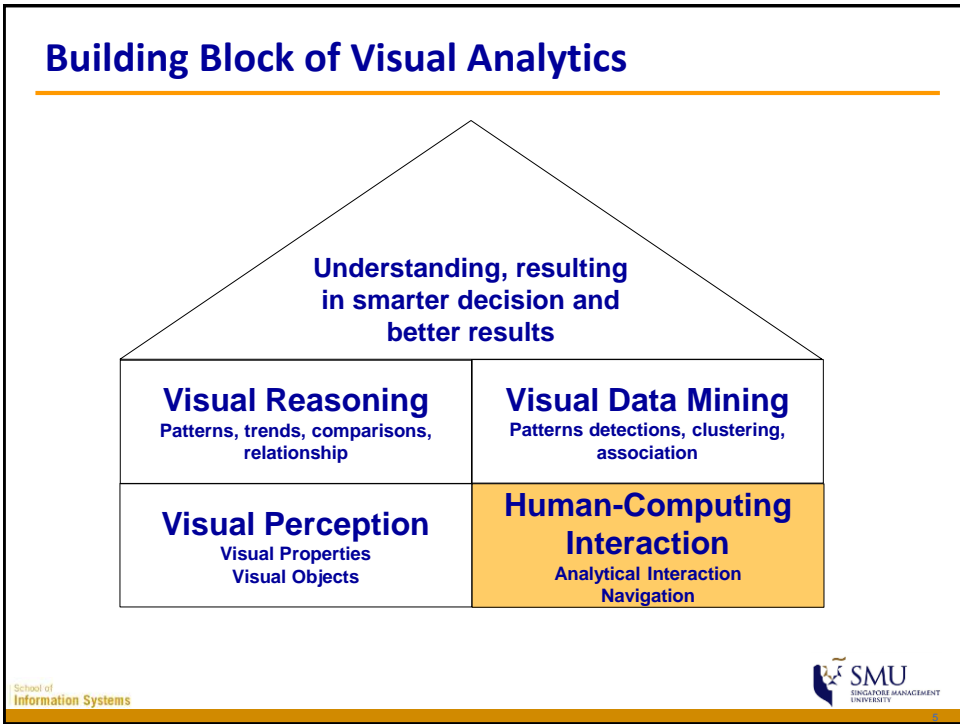 Building Block of Visual Analytics
Understanding, resulting
in smarter decision and
better results
Visual Reasoning
Patterns, trends, comparisons,
relationship
Visual Data Mining
Patterns detections, clustering,
association
Visual Perception
Visual Properties
Visual Objects
Human-Computing
Interaction
Analytical Interaction
Navigation
School of
Information Systems
SMU
SINGAPORE MANAGEMENT
UNIVERSITY
5